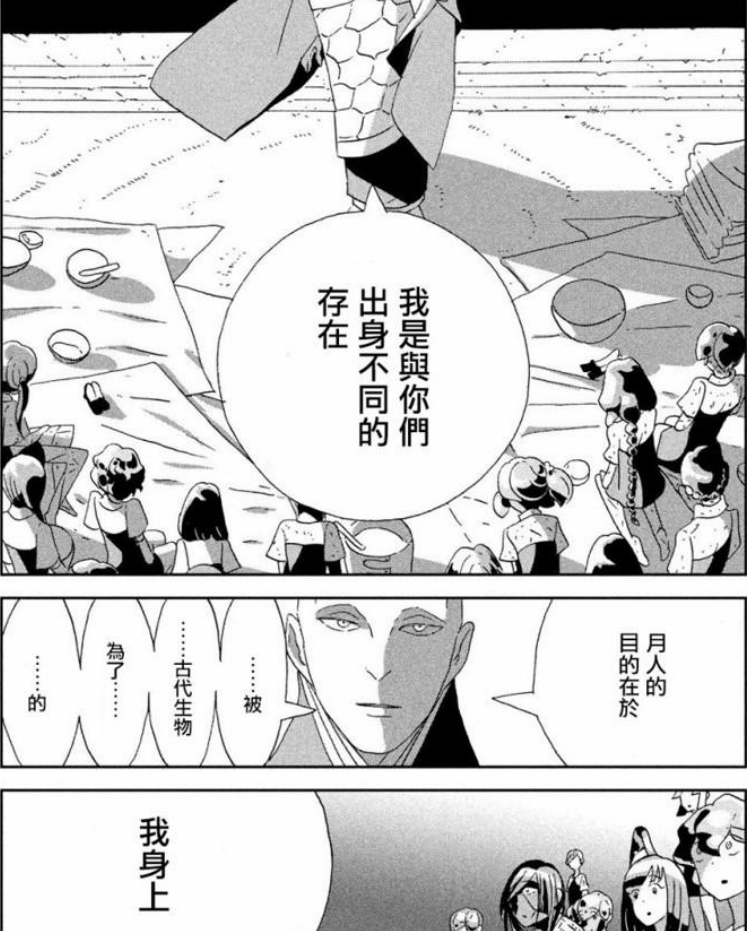 我是與你們
出身不同的
存在
月人的
目的在於
……被
……古代生物
為了……
……的
我身上